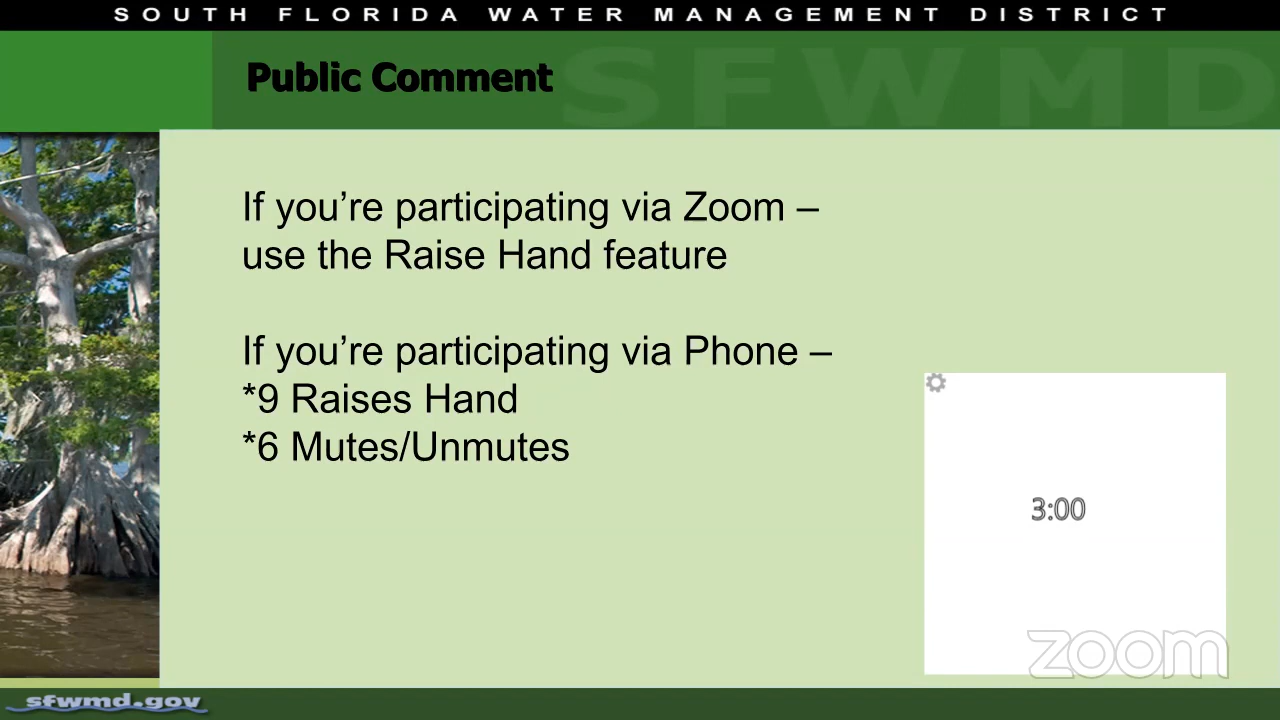 SOUTH FLORIDA WATER MANAGEMENT DISTRICT
SFWMD
Public Comment
If you’re participating via Zoom –
use the Raise Hand feature
If you’re participating via Phone –
*9 Raises Hand
*6 Mutes/Unmutes
3:00
zoom
sfwmd.gov